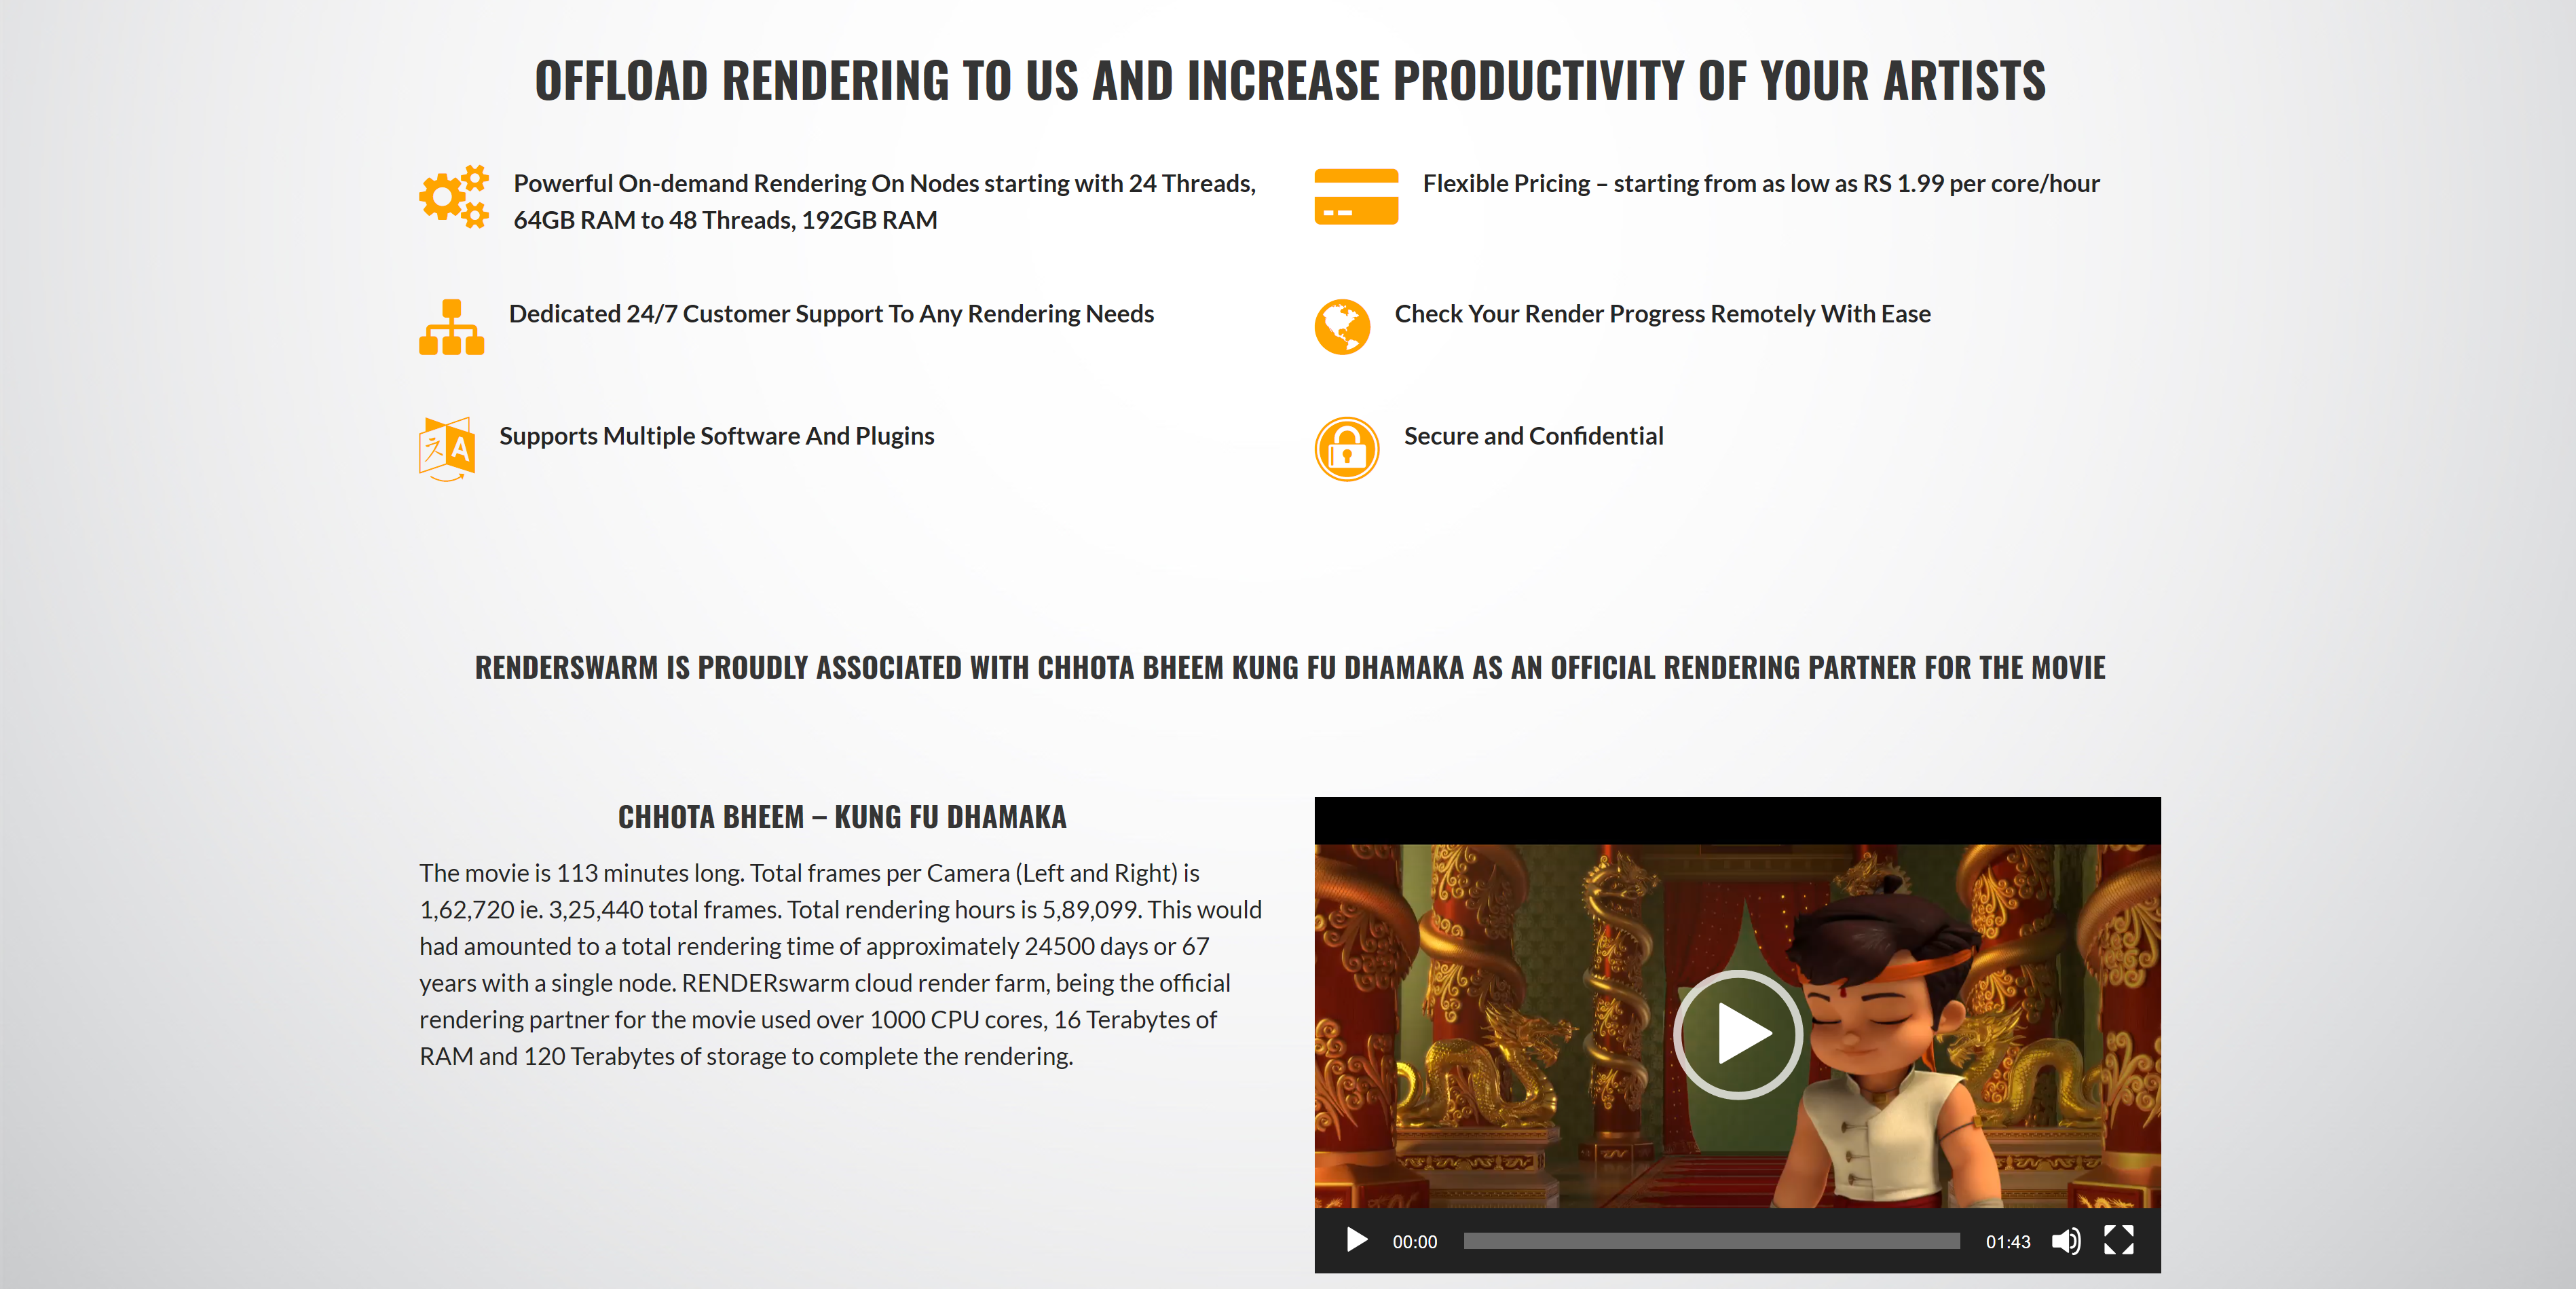 OFFLOAD RENDERING TO US AND INCREASE PRODUCTIVITY OF YOUR ARTISTS
Powerful On-demand Rendering On Nodes starting with 24 Threads,
64GB RAM to 48 Threads, 192GB RAM
Flexible Pricing – starting from as low as RS 1.99 per core/hour
Dedicated 24/7 Customer Support To Any Rendering Needs
Check Your Render Progress Remotely With Ease
Supports Multiple Software And Plugins
Secure and Confidential
RENDERSWARM IS PROUDLY ASSOCIATED WITH CHHOTA BHEEM KUNG FU DHAMAKA AS AN OFFICIAL RENDERING PARTNER FOR THE MOVIE
CHHOTA BHEEM – KUNG FU DHAMAKA
The movie is 113 minutes long. Total frames per Camera (Left and Right) is
1,62,720 ie. 3,25,440 total frames. Total rendering hours is 5,89,099. This would
had amounted to a total rendering time of approximately 24500 days or 67
years with a single node. RENDERswarm cloud render farm, being the official
rendering partner for the movie used over 1000 CPU cores, 16 Terabytes of
RAM and 120 Terabytes of storage to complete the rendering.
00:00
01:43